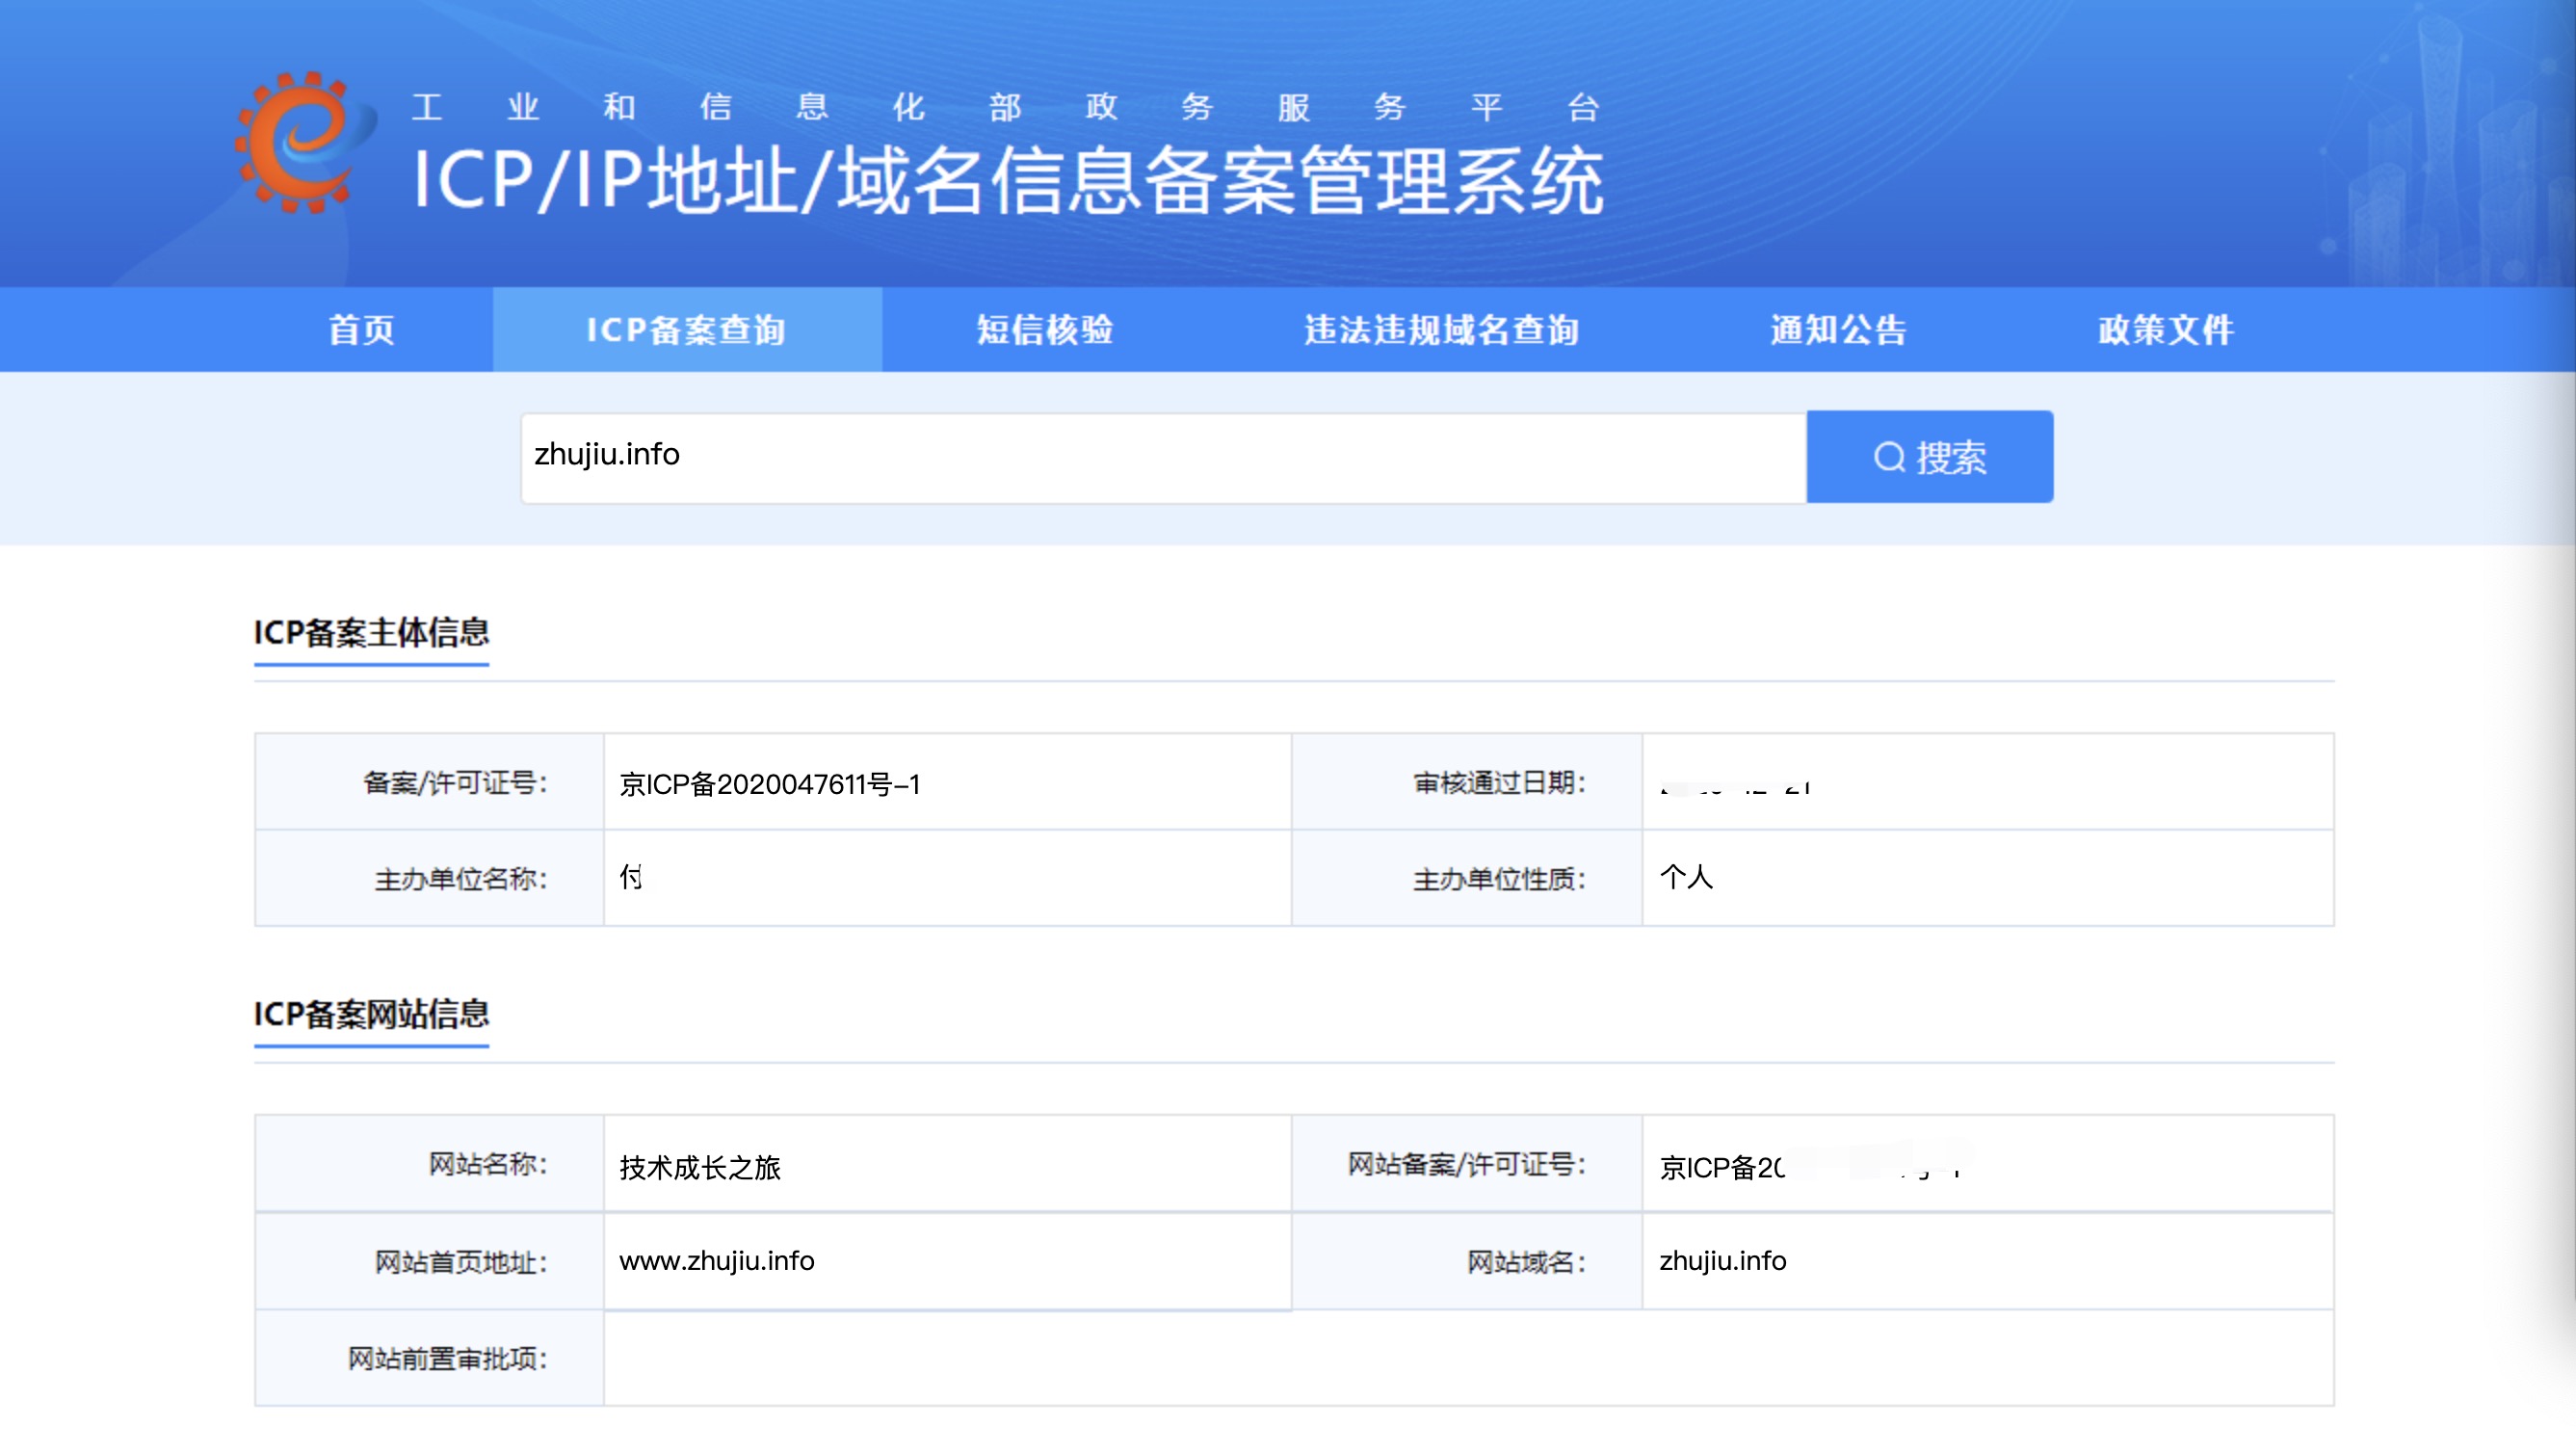 工业和信息化部政务服务平台
ICP/IP地址/域名信息备案管理系统
首页 ICP备案查询 短信核验 违法违规域名查询 通知公告 政策文件
zhujiu.info 搜索
ICP备案主体信息
备案/许可证号： 京ICP备2020047611号-1 审核通过日期：
主办单位名称： 付 主办单位性质： 个人
ICP备案网站信息
网站名称： 技术成长之旅 网站备案/许可证号： 京ICP备20
网站首页地址： www.zhujiu.info 网站域名： zhujiu.info
网站前置审批项：